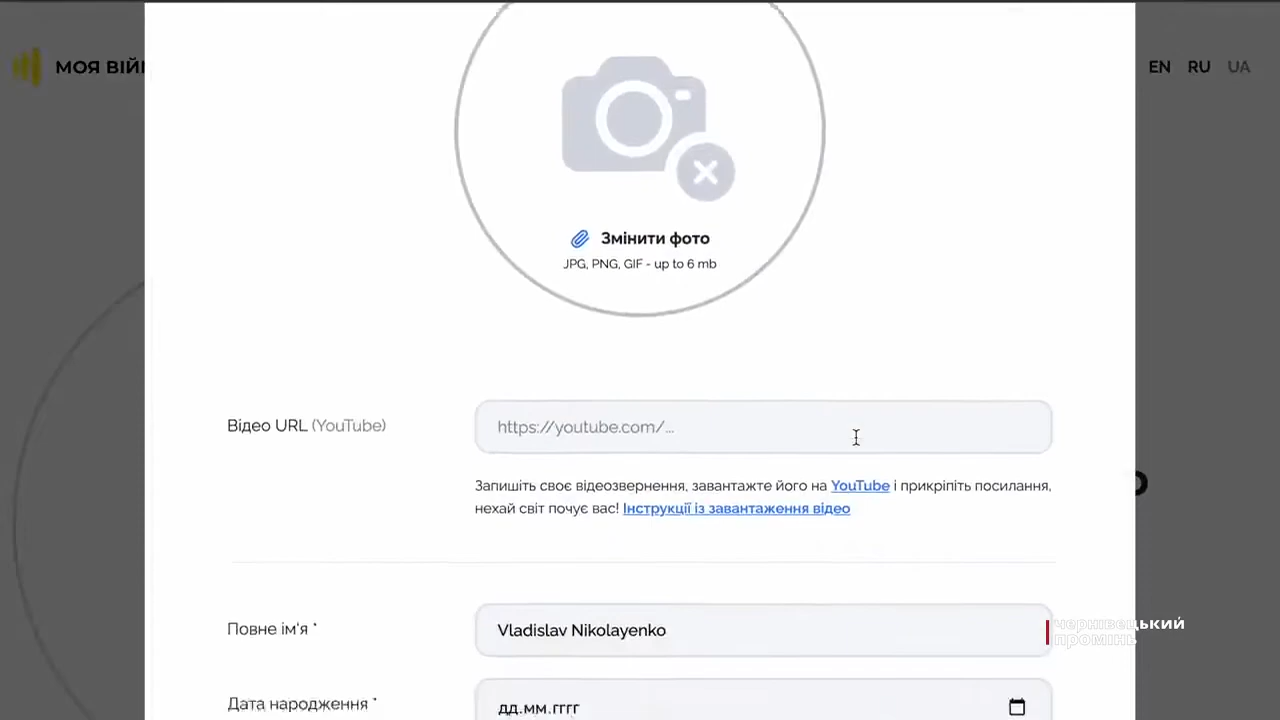 МОЯ ВІЙН
EN RU UA
Змінити фото
JPG, PNG, GIF - up to 6 mb
Відео URL (YouTube)
https://youtube.com/...
Запишіть своє відеозвернення, завантажте його на YouTube і прикріпіть посилання,
нехай світ почує вас! Інструкції із завантаження відео
Повне ім'я *
Vladislav Nikolayenko
чернівецький
промінь
Дата народження *
дд.мм.гггг